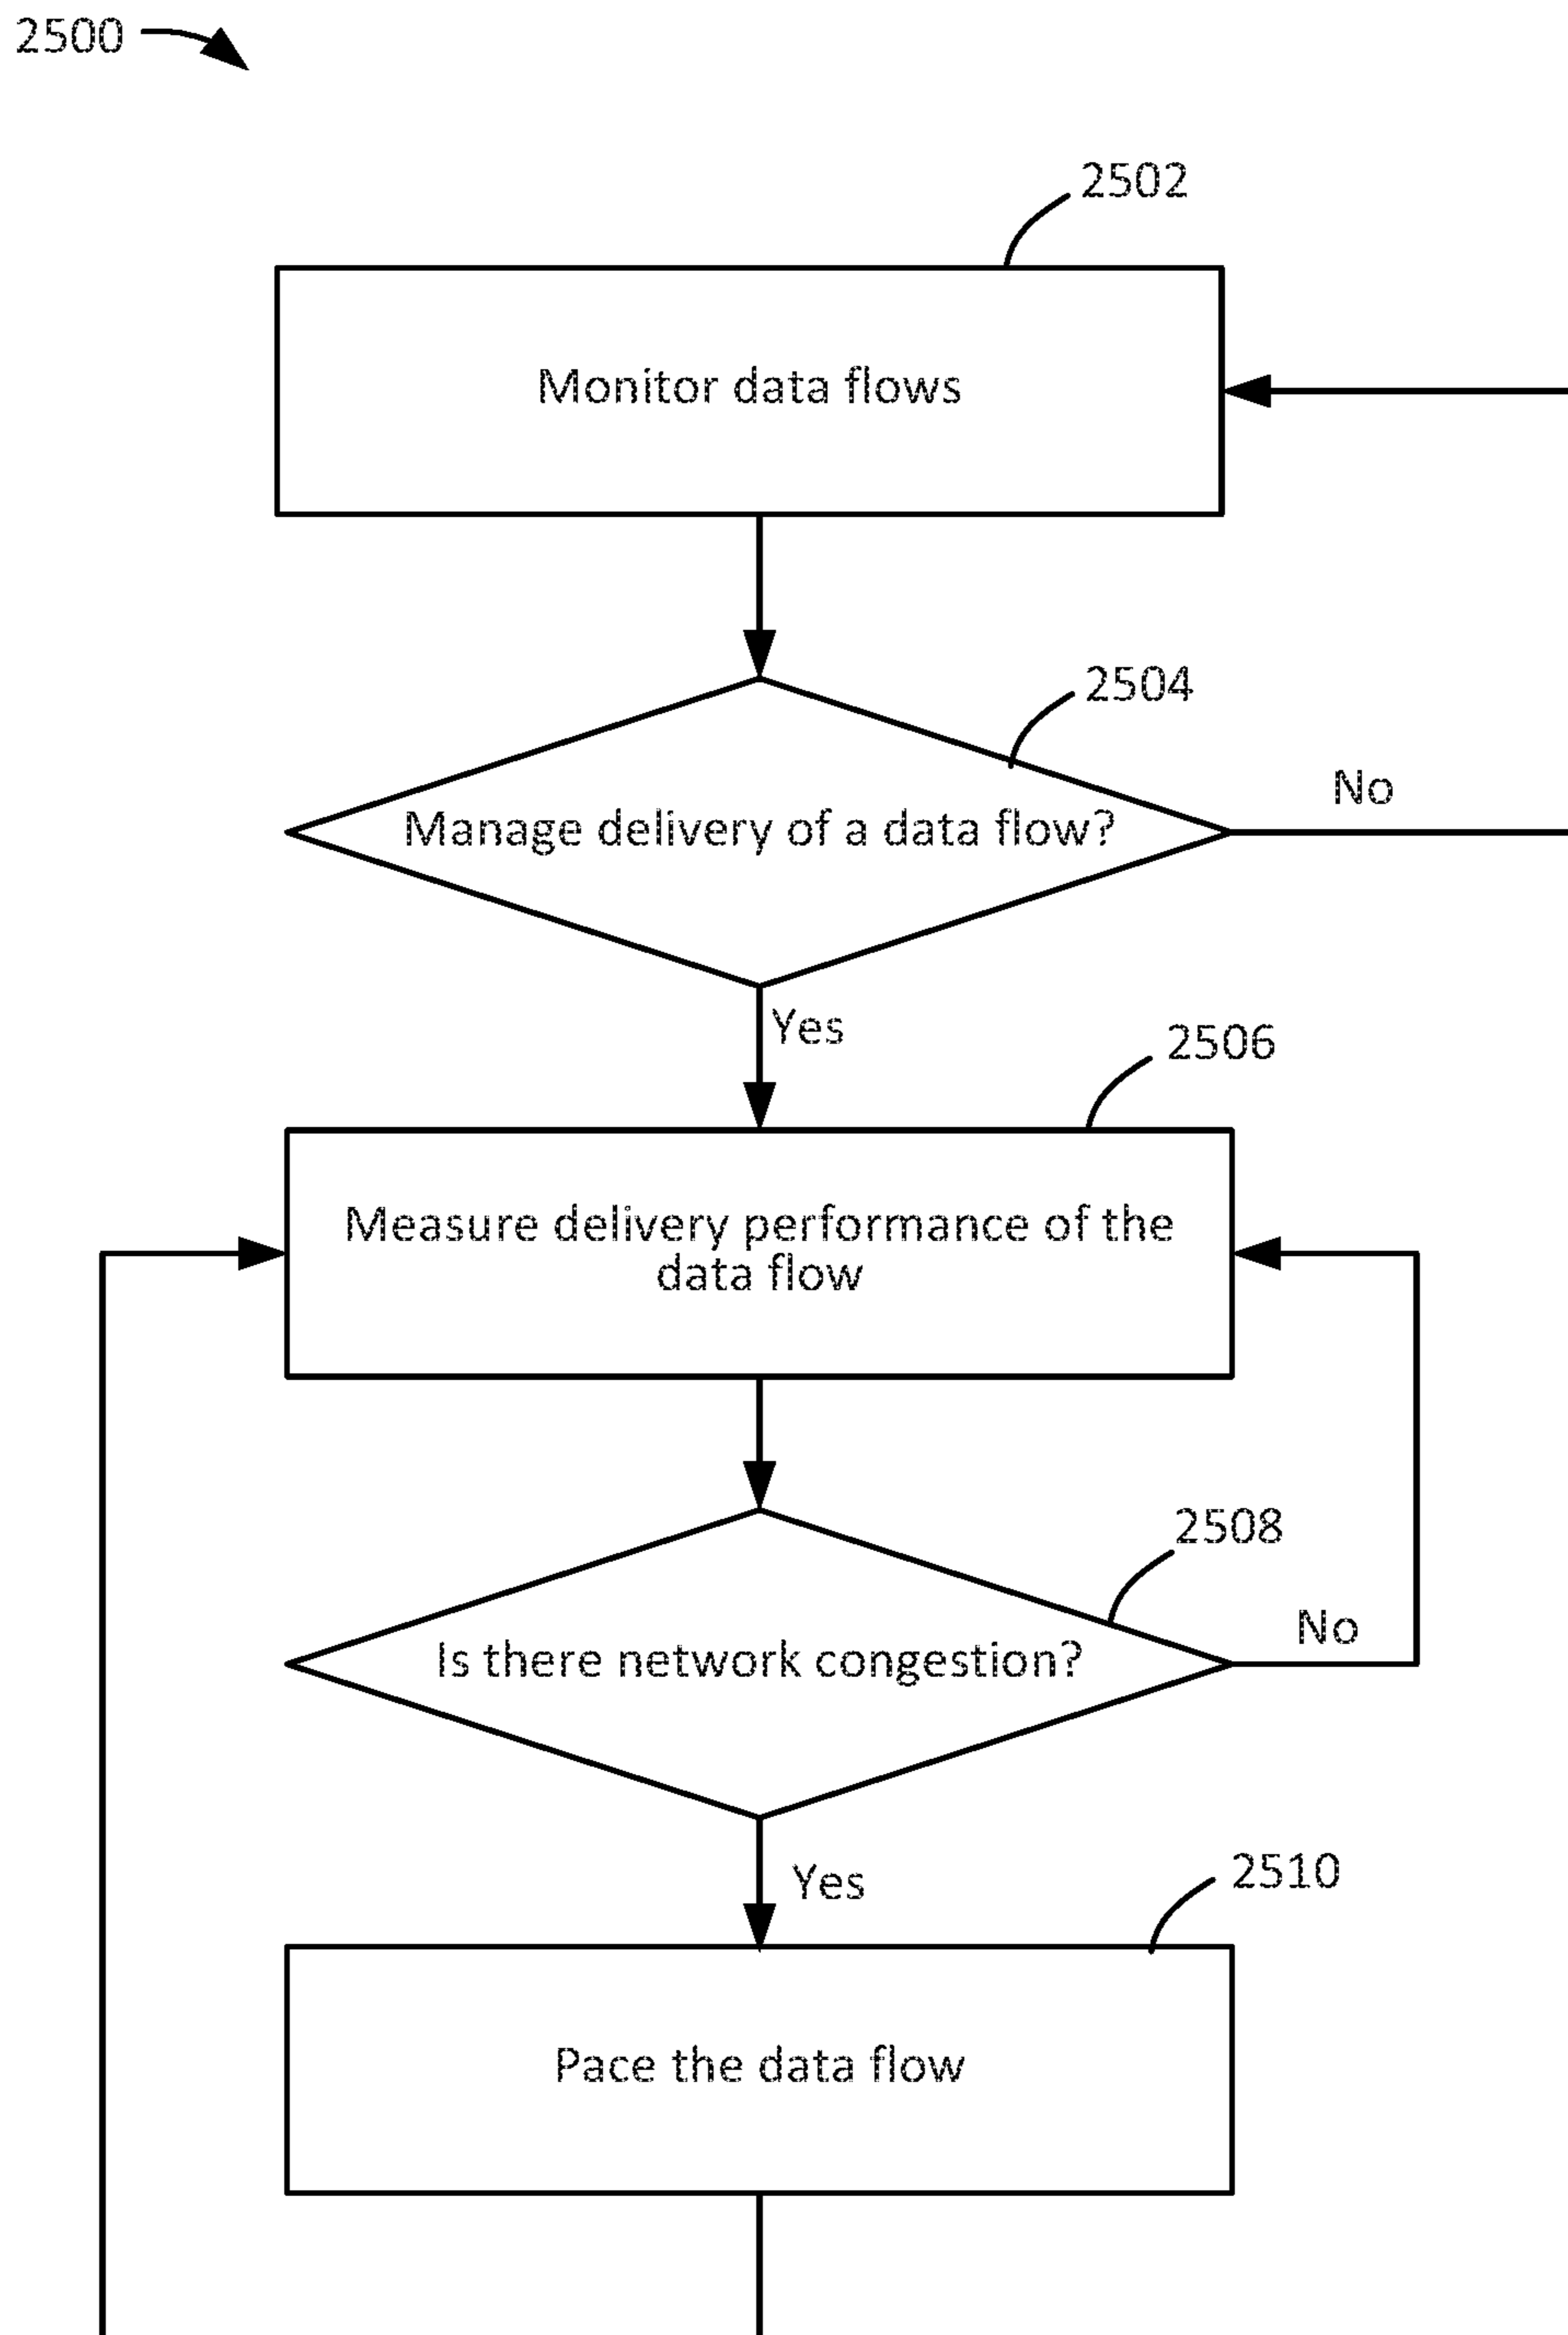 2500
2502
Monitor data flows
2504
No
Manage delivery of a data flow?
Yes
2506
Measure delivery performance of the
data flow
2508
No
Is there network congestion?
Yes
2510
Pace the data flow